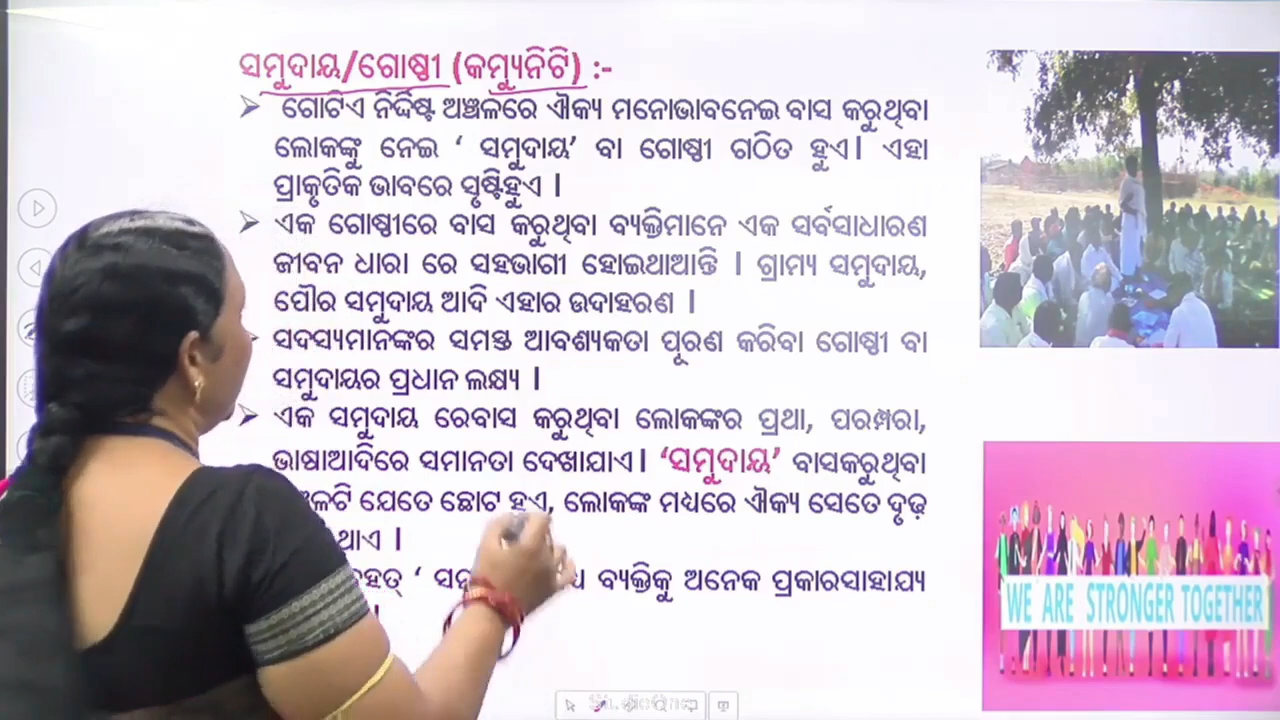 ସମୁଦାୟ/ଗୋଷ୍ଠୀ (କମ୍ୟୁନିଟି) :-
➢ ଗୋଟିଏ ନିର୍ଦ୍ଦିଷ୍ଟ ଅଞ୍ଚଳରେ ଐକ୍ୟ ମନୋଭାବନେଇ ବାସ କରୁଥିବା
ଲୋକଙ୍କୁ ନେଇ ‘ ସମୁଦାୟ’ ବା ଗୋଷ୍ଠୀ ଗଠିତ ହୁଏ। ଏହା
ପ୍ରାକୃତିକ ଭାବରେ ସୃଷ୍ଟିହୁଏ ।
➢ ଏକ ଗୋଷ୍ଠୀରେ ବାସ କରୁଥିବା ବ୍ୟକ୍ତିମାନେ ଏକ ସର୍ବସାଧାରଣ
ଜୀବନ ଧାରା ରେ ସହଭାଗୀ ହୋଇଥାଆନ୍ତି । ଗ୍ରାମ୍ୟ ସମୁଦାୟ,
ପୌର ସମୁଦାୟ ଆଦି ଏହାର ଉଦାହରଣ ।
ସଦସ୍ୟମାନଙ୍କର ସମସ୍ତ ଆବଶ୍ୟକତା ପୂରଣ କରିବା ଗୋଷ୍ଠୀ ବା
ସମୁଦାୟର ପ୍ରଧାନ ଲକ୍ଷ୍ୟ ।
➢ ଏକ ସମୁଦାୟ ରେବାସ କରୁଥିବା ଲୋକଙ୍କର ପ୍ରଥା, ପରମ୍ପରା,
ଭାଷାଆଦିରେ ସମାନତା ଦେଖାଯାଏ। ‘ସମୁଦାୟ’ ବାସକରୁଥିବା
ଯେତେ ଛୋଟ ହୁଏ, ଲୋକଙ୍କ ମଧ୍ୟରେ ଐକ୍ୟ ସେତେ ଦୃଢ଼
ଥାଏ ।
ବ୍ୟକ୍ତିକୁ ଅନେକ ପ୍ରକାରସାହାଯ୍ୟ
WE ARE STRONGER TOGETHER